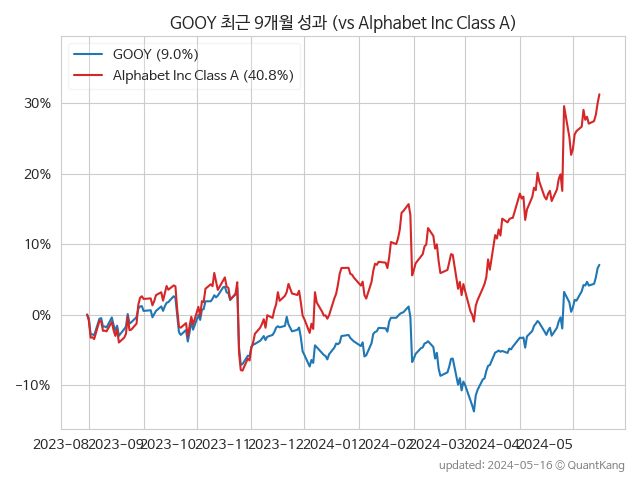 GOOY 최근 9개월 성과 (vs Alphabet Inc Class A)
GOOY (9.0%)
Alphabet Inc Class A (40.8%)
30%
20%
10%
0%
−10%
2023-08 2023-09 2023-10 2023-11 2023-12 2024-01 2024-02 2024-03 2024-04 2024-05
updated: 2024-05-16 © QuantKang